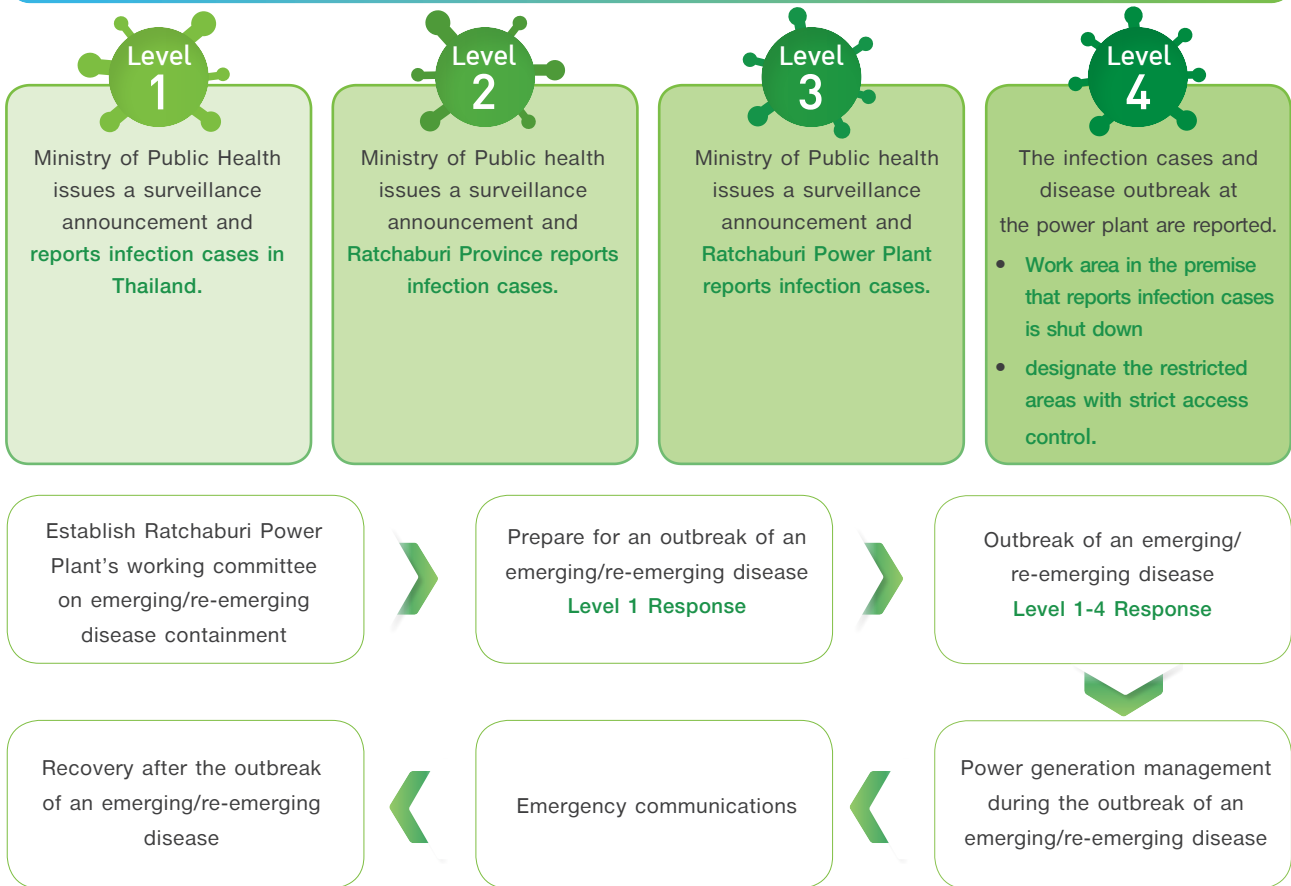 Level
1
Ministry of Public Health
issues a surveillance
announcement and
reports infection cases in
Thailand.
Level
2
Ministry of Public health
issues a surveillance
announcement and
Ratchaburi Province reports
infection cases.
Level
3
Ministry of Public health
issues a surveillance
announcement and
Ratchaburi Power Plant
reports infection cases.
Level
4
The infection cases and
disease outbreak at
the power plant are reported.
• Work area in the premise
that reports infection cases
is shut down
• designate the restricted
areas with strict access
control.
Establish Ratchaburi Power
Plant's working committee
on emerging/re-emerging
disease containment
Prepare for an outbreak of an
emerging/re-emerging disease
Level 1 Response
Outbreak of an emerging/
re-emerging disease
Level 1-4 Response
Power generation management
during the outbreak of an
emerging/re-emerging disease
Emergency communications
Recovery after the outbreak
of an emerging/re-emerging
disease